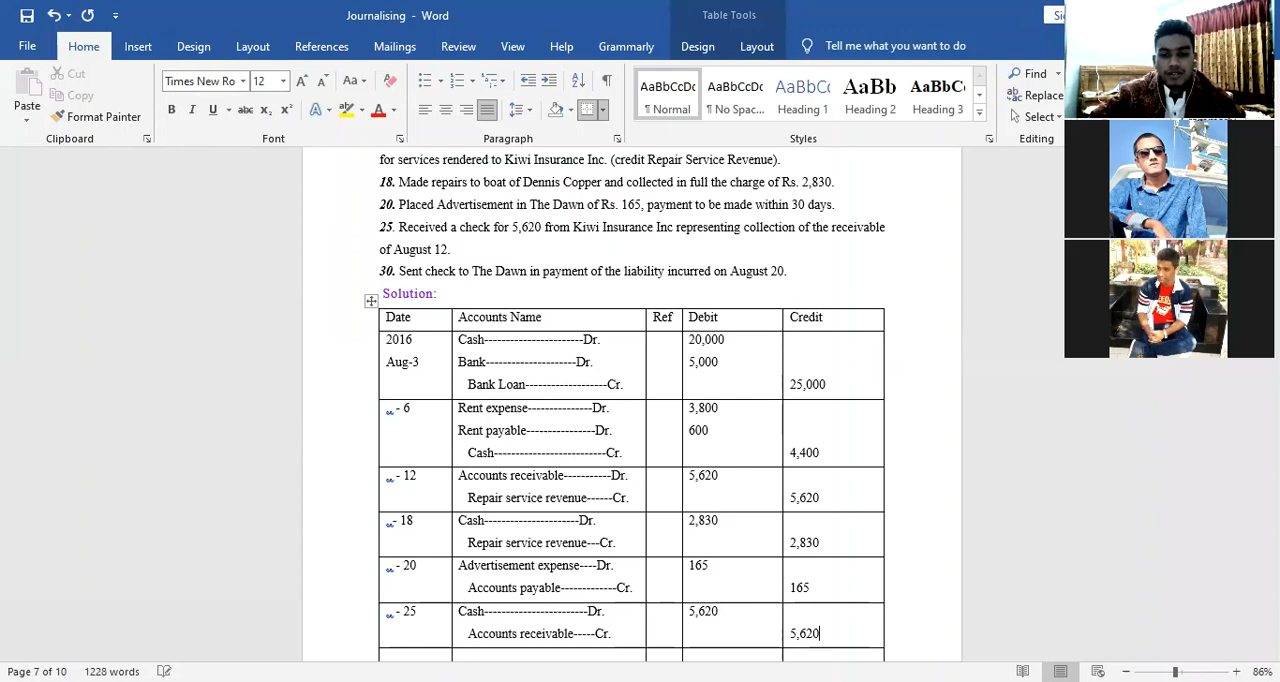 Journalising - Word
Table Tools
File
Home
Insert
Design
Layout
References
Mailings
Review
View
Help
Grammarly
Design
Layout
Tell me what you want to do
Paste
Cut
Copy
Format Painter
Clipboard
Times New Ro
12
Aa
B I U abc x₂ x² A A
Font
Paragraph
AaBbCcDc
¶ Normal
AaBbCcDc
¶ No Spac...
AaBbCc
Heading 1
AaBb
Heading 2
AaBbC
Heading 3
Styles
Find
Replace
Select
Editing
for services rendered to Kiwi Insurance Inc. (credit Repair Service Revenue).
18. Made repairs to boat of Dennis Copper and collected in full the charge of Rs. 2,830.
20. Placed Advertisement in The Dawn of Rs. 165, payment to be made within 30 days.
25. Received a check for 5,620 from Kiwi Insurance Inc representing collection of the receivable
of August 12.
30. Sent check to The Dawn in payment of the liability incurred on August 20.
Solution:
Date Accounts Name Ref Debit Credit
2016 Cash-----------------------Dr. 20,000
Aug-3 Bank---------------------Dr. 5,000
Bank Loan-------------------Cr. 25,000
„ - 6 Rent expense---------------Dr. 3,800
Rent payable----------------Dr. 600
Cash--------------------------Cr. 4,400
„ - 12 Accounts receivable-----------Dr. 5,620
Repair service revenue------Cr. 5,620
„ - 18 Cash----------------------Dr. 2,830
Repair service revenue---Cr. 2,830
„ - 20 Advertisement expense----Dr. 165
Accounts payable-------------Cr. 165
„ - 25 Cash------------------------Dr. 5,620
Accounts receivable-----Cr. 5,620
Page 7 of 10
1228 words
86%